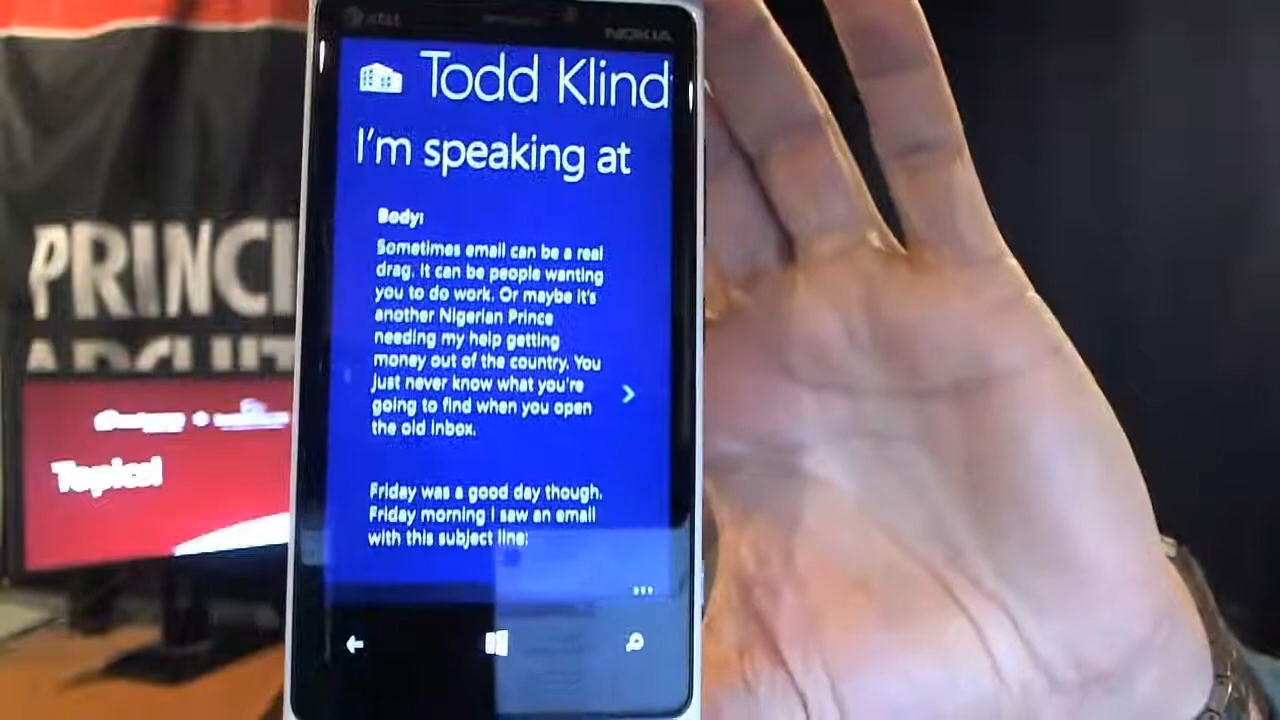 at&t
NOKIA
Todd Klind
I'm speaking at
Body:
Sometimes email can be a real
drag. It can be people wanting
you to do work. Or maybe it's
another Nigerian Prince
needing my help getting
money out of the country. You
just never know what you're
going to find when you open
the old inbox.
Friday was a good day though.
Friday morning I saw an email
with this subject line:
PRINCI
Topics!